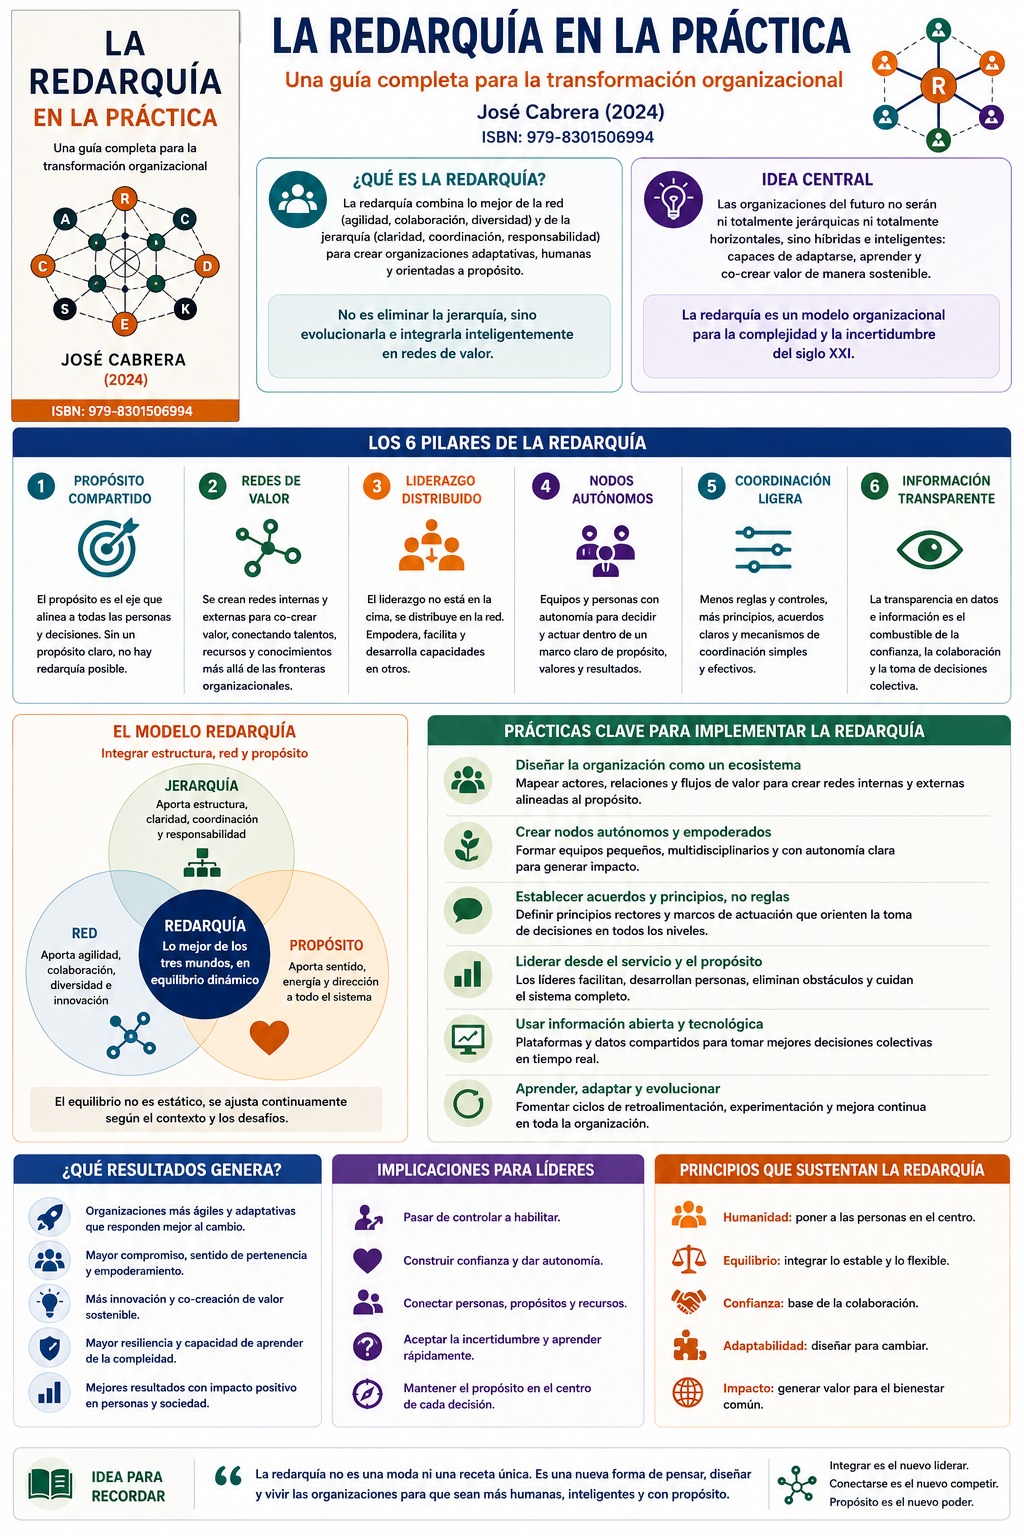 LA
REDARQUÍA
EN LA PRÁCTICA
Una guía completa para la
transformación organizacional
R
A
C
C
D
S
K
E
JOSÉ CABRERA
(2024)
ISBN: 979-8301506994
LA REDARQUÍA EN LA PRÁCTICA
Una guía completa para la transformación organizacional
José Cabrera (2024)
ISBN: 979-8301506994
R
¿QUÉ ES LA REDARQUÍA?
La redarquía combina lo mejor de la red
(agilidad, colaboración, diversidad) y de la
jerarquía (claridad, coordinación, responsabilidad)
para crear organizaciones adaptativas, humanas
y orientadas a propósito.
No es eliminar la jerarquía, sino
evolucionarla e integrarla inteligentemente
en redes de valor.
IDEA CENTRAL
Las organizaciones del futuro no serán
ni totalmente jerárquicas ni totalmente
horizontales, sino híbridas e inteligentes:
capaces de adaptarse, aprender y
co-crear valor de manera sostenible.
La redarquía es un modelo organizacional
para la complejidad y la incertidumbre
del siglo XXI.
LOS 6 PILARES DE LA REDARQUÍA
1 PROPÓSITO
COMPARTIDO
El propósito es el eje que
alinea a todas las personas
y decisiones. Sin un
propósito claro, no hay
redarquía posible.
2 REDES DE
VALOR
Se crean redes internas y
externas para co-crear
valor, conectando talentos,
recursos y conocimientos
más allá de las fronteras
organizacionales.
3 LIDERAZGO
DISTRIBUIDO
El liderazgo no está en la
cima, se distribuye en la red.
Empodera, facilita y
desarrolla capacidades
en otros.
4 NODOS
AUTÓNOMOS
Equipos y personas con
autonomía para decidir
y actuar dentro de un
marco claro de propósito,
valores y resultados.
5 COORDINACIÓN
LIGERA
Menos reglas y controles,
más principios, acuerdos
claros y mecanismos de
coordinación simples
y efectivos.
6 INFORMACIÓN
TRANSPARENTE
La transparencia en datos
e información es el
combustible de la
confianza, la colaboración
y la toma de decisiones
colectiva.
EL MODELO REDARQUÍA
Integrar estructura, red y propósito
JERARQUÍA
Aporta estructura,
claridad, coordinación
y responsabilidad
RED
Aporta agilidad,
colaboración,
diversidad e
innovación
REDARQUÍA
Lo mejor de los
tres mundos, en
equilibrio dinámico
PROPÓSITO
Aporta sentido,
energía y dirección
a todo el sistema
El equilibrio no es estático, se ajusta continuamente
según el contexto y los desafíos.
PRÁCTICAS CLAVE PARA IMPLEMENTAR LA REDARQUÍA
Diseñar la organización como un ecosistema
Mapear actores, relaciones y flujos de valor para crear redes internas y externas
alineadas al propósito.
Crear nodos autónomos y empoderados
Formar equipos pequeños, multidisciplinarios y con autonomía clara
para generar impacto.
Establecer acuerdos y principios, no reglas
Definir principios rectores y marcos de actuación que orienten la toma
de decisiones en todos los niveles.
Liderar desde el servicio y el propósito
Los líderes facilitan, desarrollan personas, eliminan obstáculos y cuidan
el sistema completo.
Usar información abierta y tecnológica
Plataformas y datos compartidos para tomar mejores decisiones colectivas
en tiempo real.
Aprender, adaptar y evolucionar
Fomentar ciclos de retroalimentación, experimentación y mejora continua
en toda la organización.
¿QUÉ RESULTADOS GENERA?
Organizaciones más ágiles y adaptativas
que responden mejor al cambio.
Mayor compromiso, sentido de pertenencia
y empoderamiento.
Más innovación y co-creación de valor
sostenible.
Mayor resiliencia y capacidad de aprender
de la compleidad.
Mejores resultados con impacto positivo
en personas y sociedad.
IMPLICACIONES PARA LÍDERES
Pasar de controlar a habilitar.
Construir confianza y dar autonomía.
Conectar personas, propósitos y recursos.
?
Aceptar la incertidumbre y aprender
rápidamente.
Mantener el propósito en el centro
de cada decisión.
PRINCIPIOS QUE SUSTENTAN LA REDARQUÍA
Humanidad: poner a las personas en el centro.
Equilibrio: integrar lo estable y lo flexible.
Confianza: base de la colaboración.
Adaptabilidad: diseñar para cambiar.
Impacto: generar valor para el bienestar
común.
IDEA PARA
RECORDAR
“ La redarquía no es una moda ni una receta única. Es una nueva forma de pensar, diseñar
y vivir las organizaciones para que sean más humanas, inteligentes y con propósito.
Integrar es el nuevo liderar.
Conectarse es el nuevo competir.
Propósito es el nuevo poder.